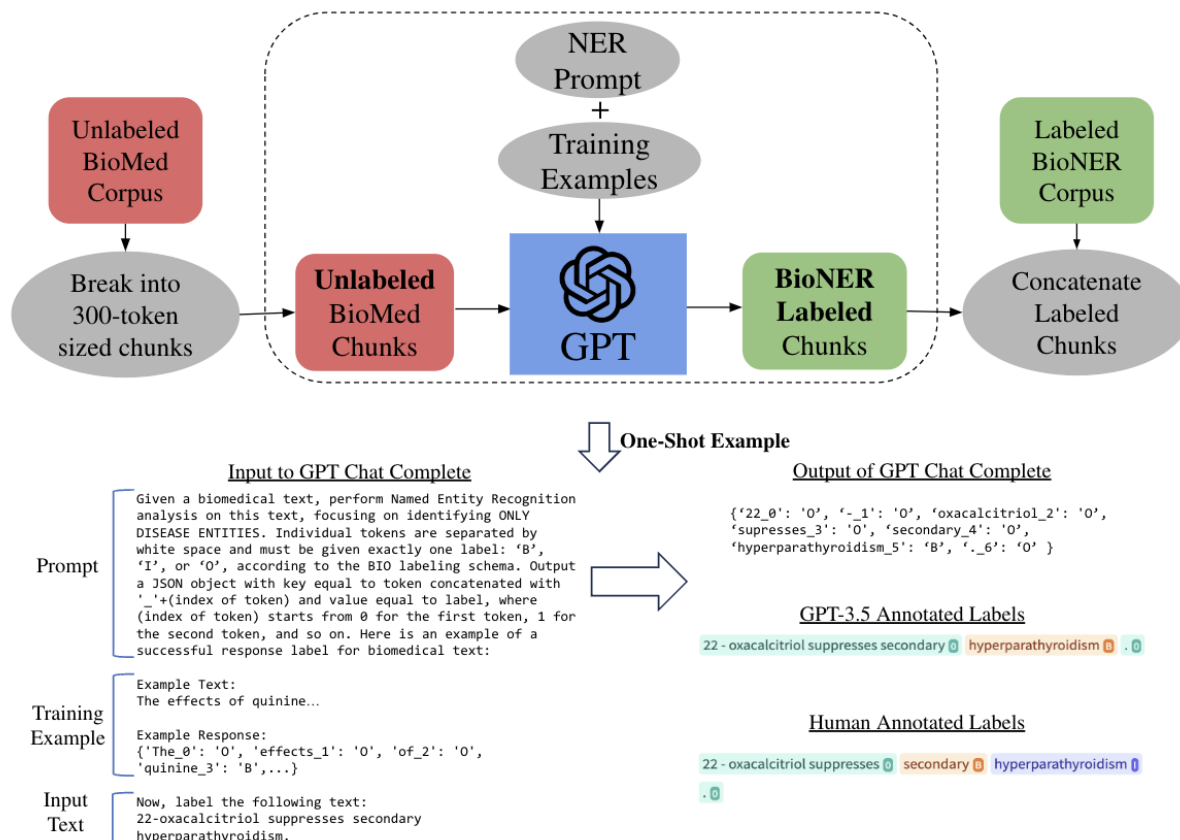 NER
Prompt
+
Training
Examples
Unlabeled
BioMed
Corpus
Labeled
BioNER
Corpus
Break into
300-token
sized chunks
Unlabeled
BioMed
Chunks
GPT
BioNER
Labeled
Chunks
Concatenate
Labeled
Chunks
One-Shot Example
Input to GPT Chat Complete
Prompt
Given a biomedical text, perform Named Entity Recognition
analysis on this text, focusing on identifying ONLY
DISEASE ENTITIES. Individual tokens are separated by
white space and must be given exactly one label: ‘B’,
‘I’, or ‘O’, according to the BIO labeling schema. Output
a JSON object with key equal to token concatenated with
'_'+(index of token) and value equal to label, where
(index of token) starts from 0 for the first token, 1 for
the second token, and so on. Here is an example of a
successful response label for biomedical text:
Training
Example
Example Text:
The effects of quinine…
Example Response:
{'The_0': 'O', 'effects_1': 'O', 'of_2': 'O',
'quinine_3': 'B',...}
Input
Text
Now, label the following text:
22-oxacalcitriol suppresses secondary
hyperparathyroidism.
Output of GPT Chat Complete
{‘22_0': 'O’, ‘-_1': 'O’, ‘oxacalcitriol_2': 'O’,
‘supresses_3': 'O', ‘secondary_4': ‘O’,
‘hyperparathyroidism_5': ‘B’, ‘._6’: ‘O’ }
GPT-3.5 Annotated Labels
22 - oxacalcitriol suppresses secondary O hyperparathyroidism B . O
Human Annotated Labels
22 - oxacalcitriol suppresses O secondary B hyperparathyroidism I
. O